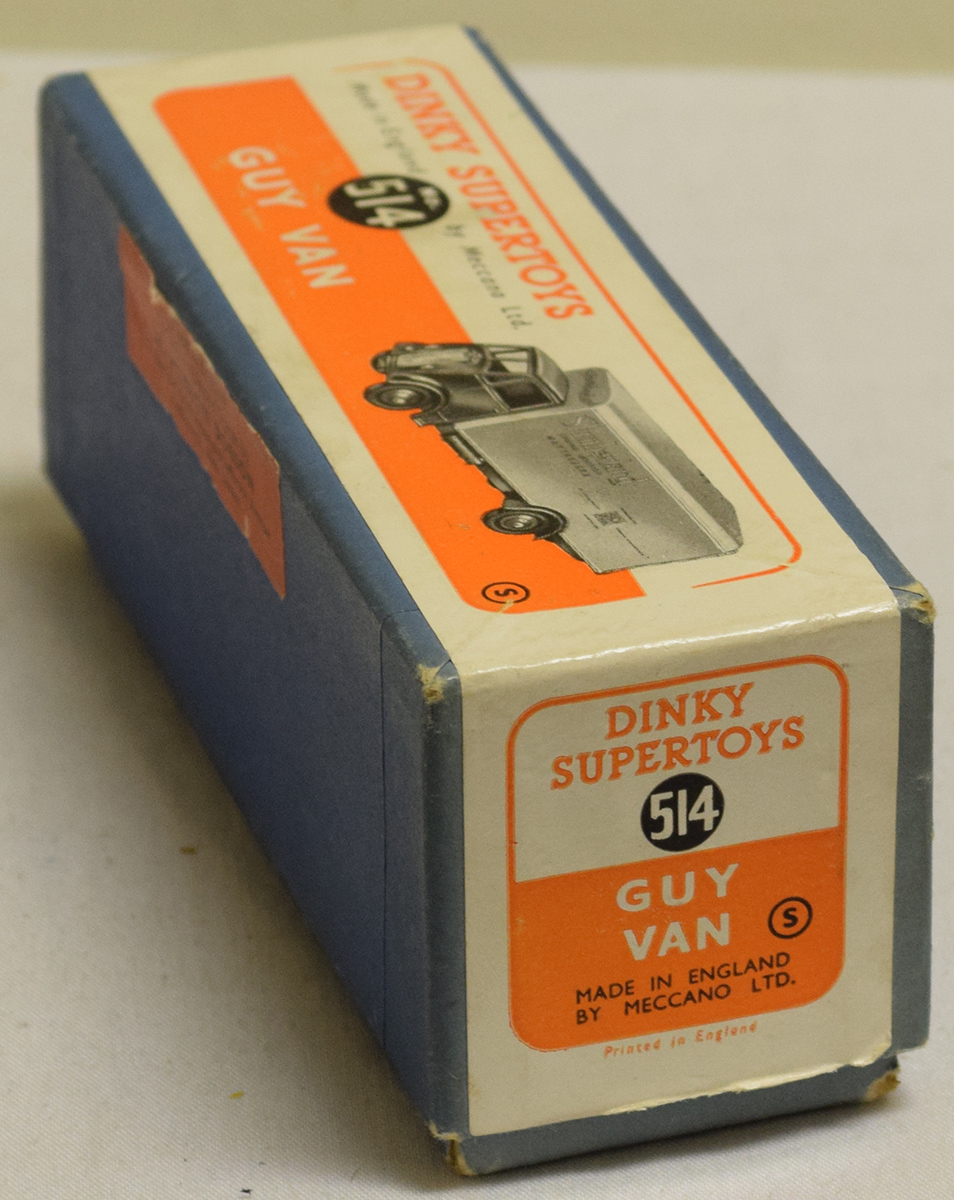 DINKY SUPERTOYS
Made in England by Meccano Ltd.
NO.
514
GUY VAN
S
DINKY
SUPERTOYS
514
GUY
VAN
S
MADE IN ENGLAND
BY MECCANO LTD.
Printed in England